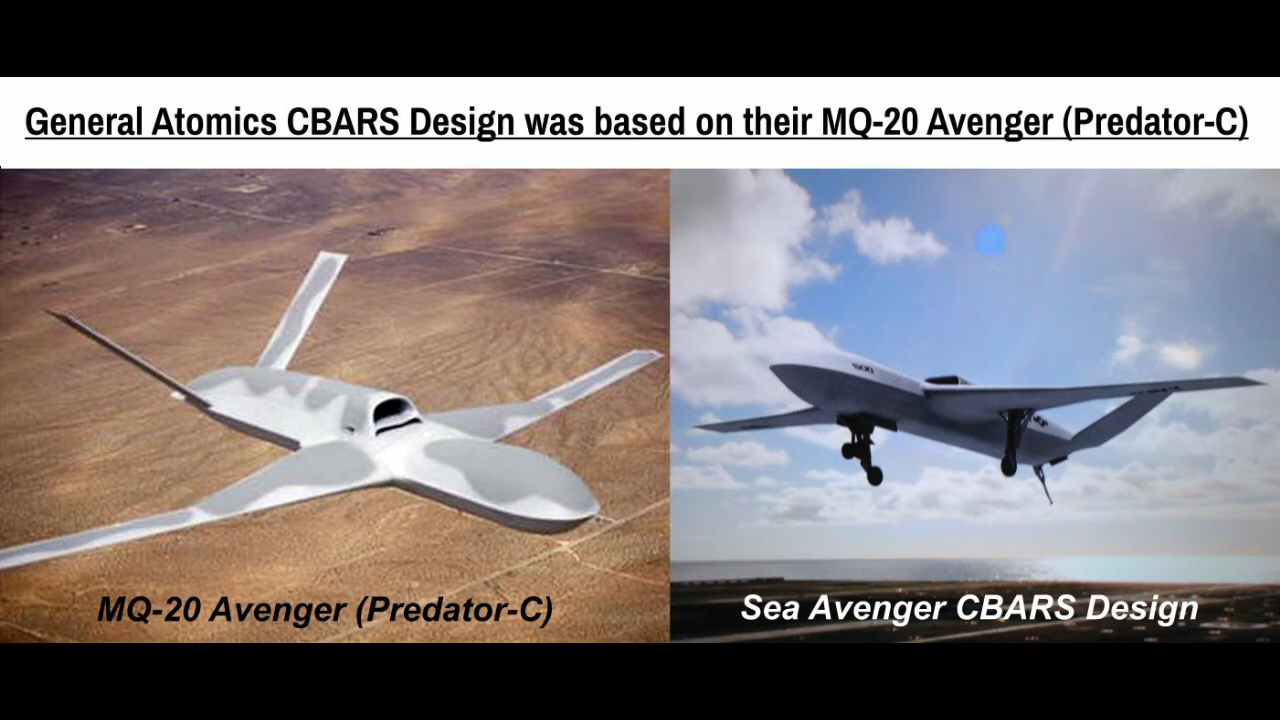 General Atomics CBARS Design was based on their MQ-20 Avenger (Predator-C)
MQ-20 Avenger (Predator-C)
Sea Avenger CBARS Design